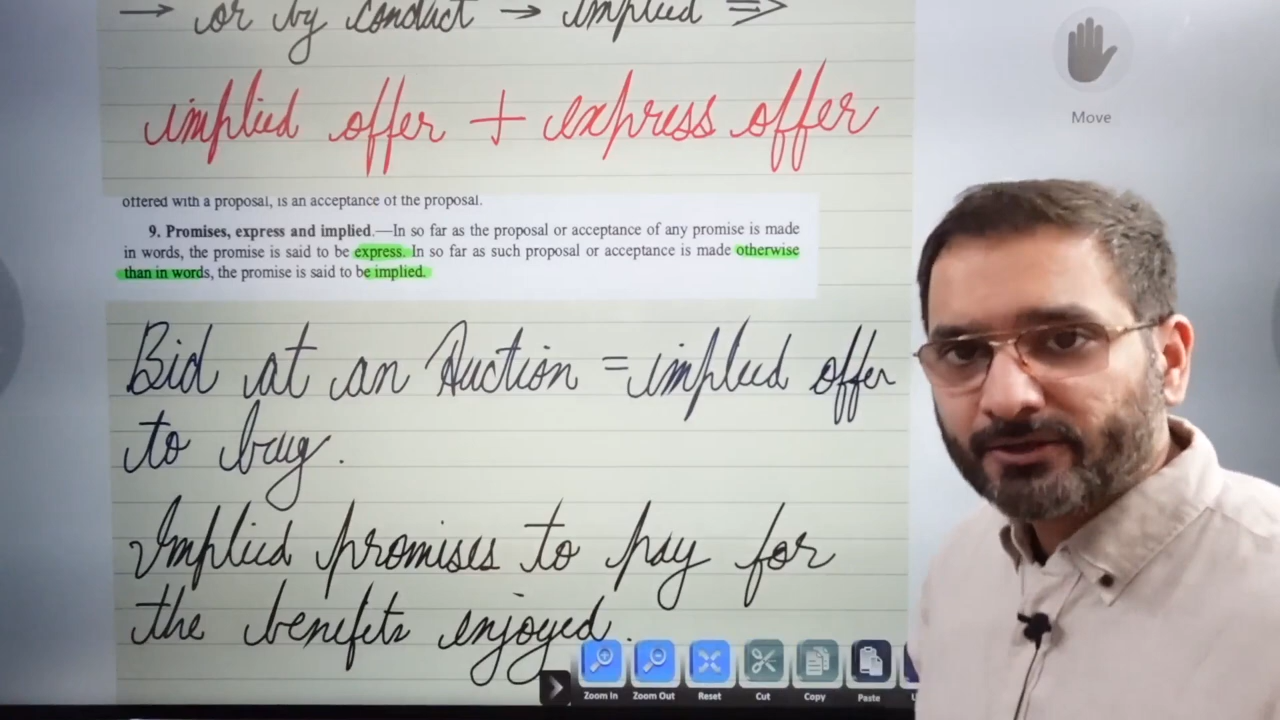 → or by conduct → implied ⇒
implied offer + express offer
Move
offered with a proposal, is an acceptance of the proposal.
9. Promises, express and implied.—In so far as the proposal or acceptance of any promise is made
in words, the promise is said to be express. In so far as such proposal or acceptance is made otherwise
than in words, the promise is said to be implied.
Bid at an Auction = implied offer
to buy.
Implied promises to pay for
the benefits enjoyed.
Zoom In Zoom Out Reset Cut Copy Paste